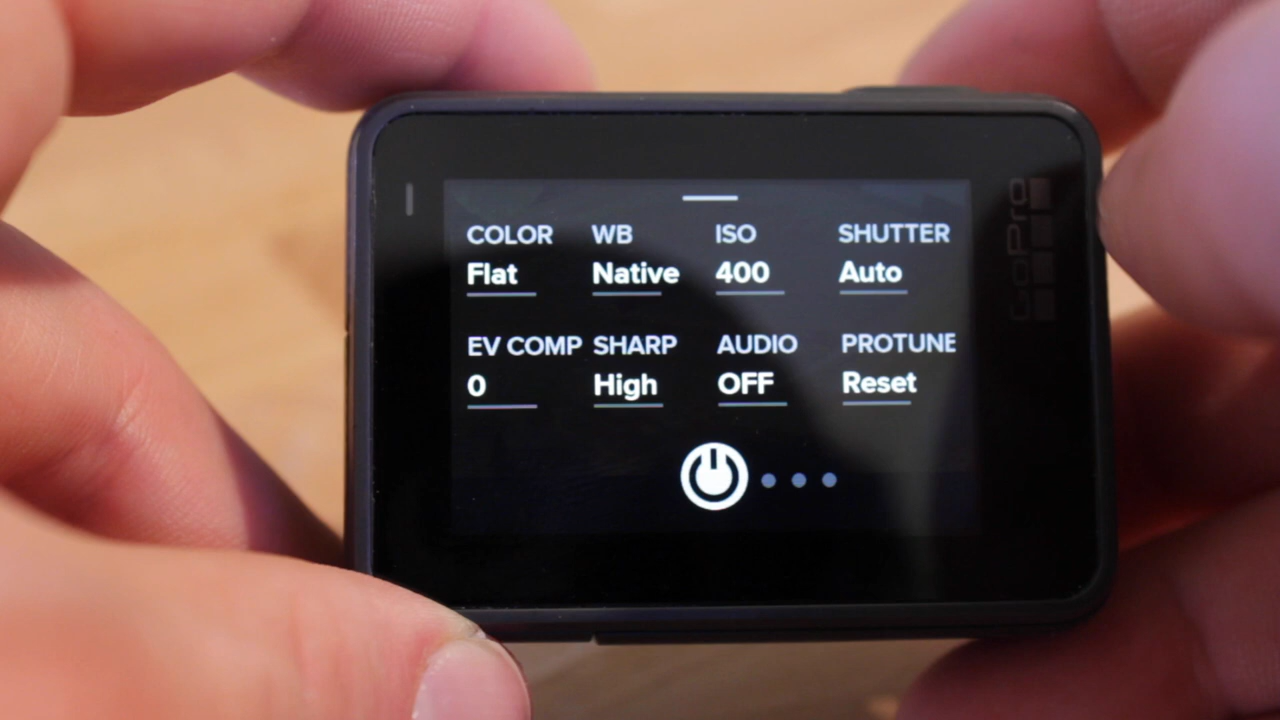 COLOR WB ISO SHUTTER
Flat Native 400 Auto
EV COMP SHARP AUDIO PROTUNE
0 High OFF Reset
GoPro